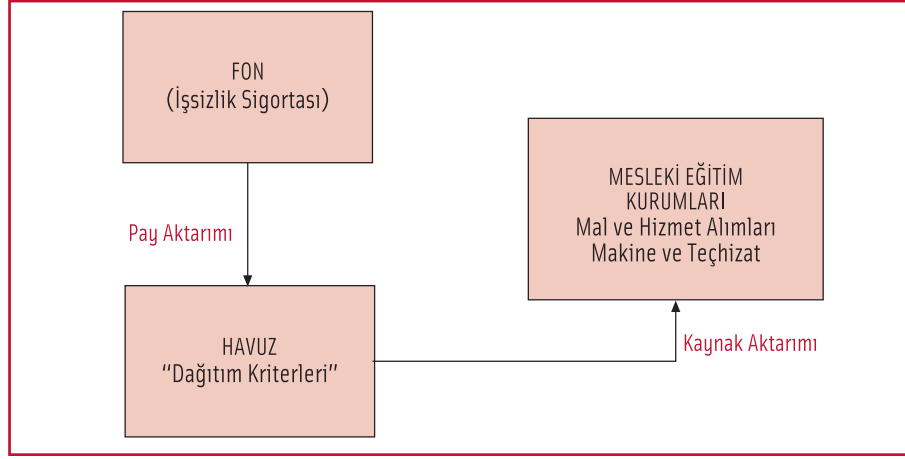 FON
(İşsizlik Sigortası)
Pay Aktarımı
HAVUZ
“Dağıtım Kriterleri”
Kaynak Aktarımı
MESLEKİ EĞİTİM
KURUMLARI
Mal ve Hizmet Alımları
Makine ve Teçhizat